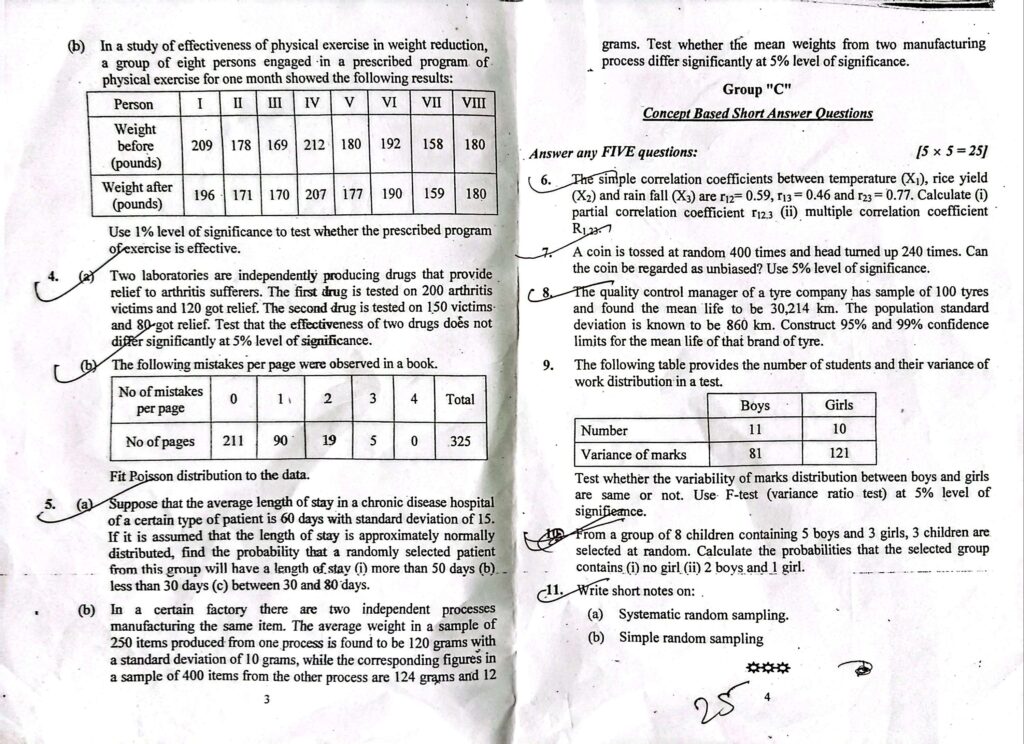 (b) In a study of effectiveness of physical exercise in weight reduction,
a group of eight persons engaged in a prescribed program of
physical exercise for one month showed the following results:
Person I II III IV V VI VII VIII
Weight before (pounds) 209 178 169 212 180 192 158 180
Weight after (pounds) 196 171 170 207 177 190 159 180
Use 1% level of significance to test whether the prescribed program
of exercise is effective.
4. (a) Two laboratories are independently producing drugs that provide
relief to arthritis sufferers. The first drug is tested on 200 arthritis
victims and 120 got relief. The second drug is tested on 150 victims
and 80 got relief. Test that the effectiveness of two drugs does not
differ significantly at 5% level of significance.
(b) The following mistakes per page were observed in a book.
No of mistakes per page 0 1 2 3 4 Total
No of pages 211 90 19 5 0 325
Fit Poisson distribution to the data.
5. (a) Suppose that the average length of stay in a chronic disease hospital
of a certain type of patient is 60 days with standard deviation of 15.
If it is assumed that the length of stay is approximately normally
distributed, find the probability that a randomly selected patient
from this group will have a length of stay (i) more than 50 days (b)
less than 30 days (c) between 30 and 80 days.
(b) In a certain factory there are two independent processes
manufacturing the same item. The average weight in a sample of
250 items produced from one process is found to be 120 grams with
a standard deviation of 10 grams, while the corresponding figures in
a sample of 400 items from the other process are 124 grams and 12
3
grams. Test whether the mean weights from two manufacturing
process differ significantly at 5% level of significance.
Group "C"
Concept Based Short Answer Questions
Answer any FIVE questions: [5 × 5 = 25]
6. The simple correlation coefficients between temperature (X₁), rice yield
(X₂) and rain fall (X₃) are r₁₂= 0.59, r₁₃ = 0.46 and r₂₃ = 0.77. Calculate (i)
partial correlation coefficient r₁₂.₃ (ii) multiple correlation coefficient
R₁.₂₃.
7. A coin is tossed at random 400 times and head turned up 240 times. Can
the coin be regarded as unbiased? Use 5% level of significance.
8. The quality control manager of a tyre company has sample of 100 tyres
and found the mean life to be 30,214 km. The population standard
deviation is known to be 860 km. Construct 95% and 99% confidence
limits for the mean life of that brand of tyre.
9. The following table provides the number of students and their variance of
work distribution in a test.
Boys Girls
Number 11 10
Variance of marks 81 121
Test whether the variability of marks distribution between boys and girls
are same or not. Use F-test (variance ratio test) at 5% level of
significance.
10. From a group of 8 children containing 5 boys and 3 girls, 3 children are
selected at random. Calculate the probabilities that the selected group
contains (i) no girl (ii) 2 boys and 1 girl.
11. Write short notes on:
(a) Systematic random sampling.
(b) Simple random sampling
25
4